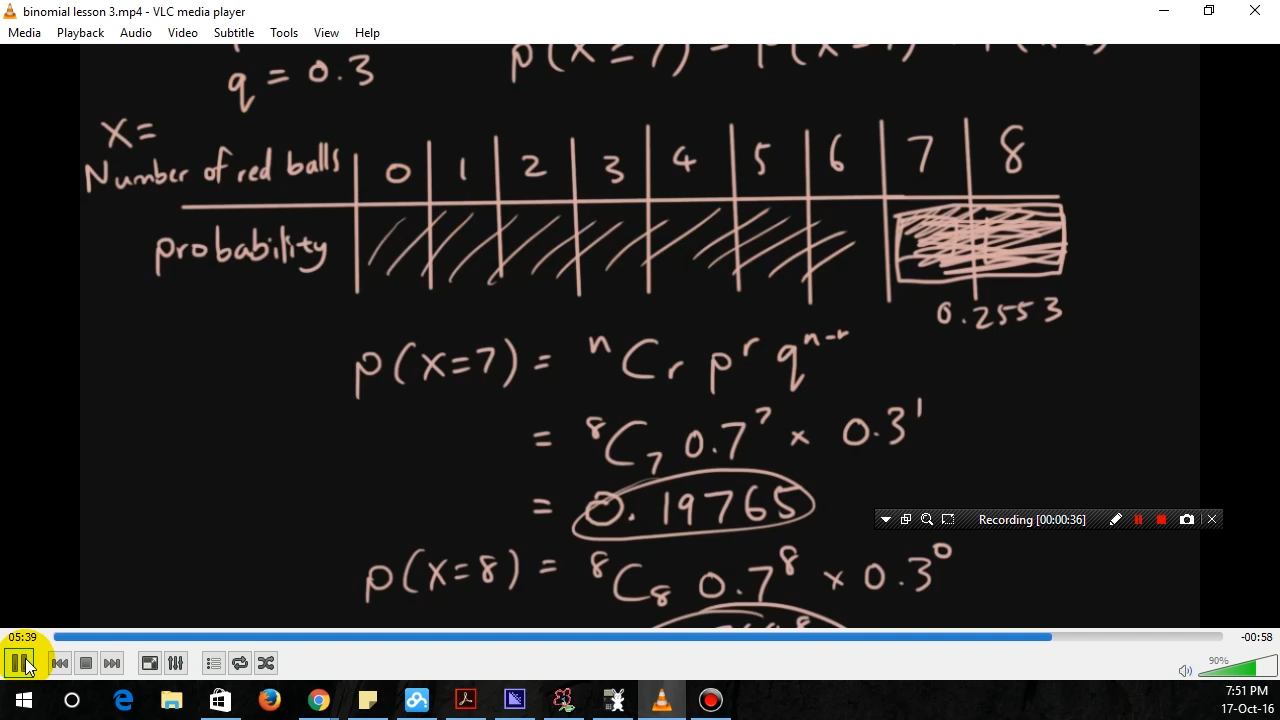 binomial lesson 3.mp4 - VLC media player
Media Playback Audio Video Subtitle Tools View Help
q = 0.3
X=
Number of red balls 0 1 2 3 4 5 6 7 8
probability
0.2553
p(X=7) = ⁿCᵣ pʳ qⁿ⁻ʳ
= ⁸C₇ 0.7⁷ × 0.3¹
= 0.19765
Recording [00:00:36]
p(X=8) = ⁸C₈ 0.7⁸ × 0.3⁰
05:39
-00:58
90%
7:51 PM
17-Oct-16